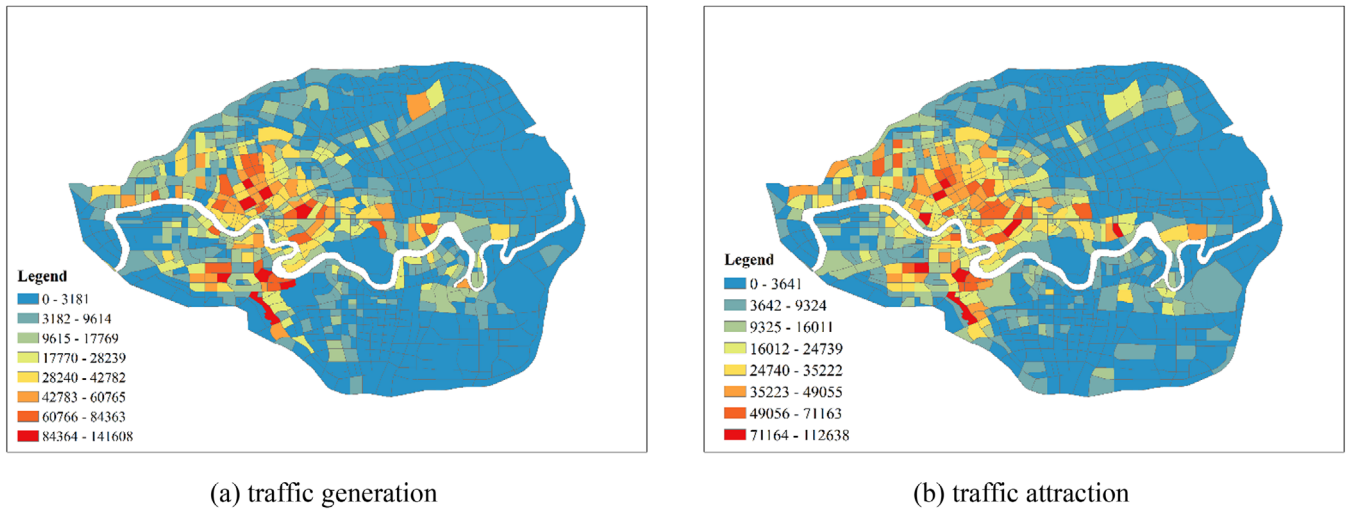 Legend
0 - 3181
3182 - 9614
9615 - 17769
17770 - 28239
28240 - 42782
42783 - 60765
60766 - 84363
84364 - 141608
(a) traffic generation
Legend
0 - 3641
3642 - 9324
9325 - 16011
16012 - 24739
24740 - 35222
35223 - 49055
49056 - 71163
71164 - 112638
(b) traffic attraction